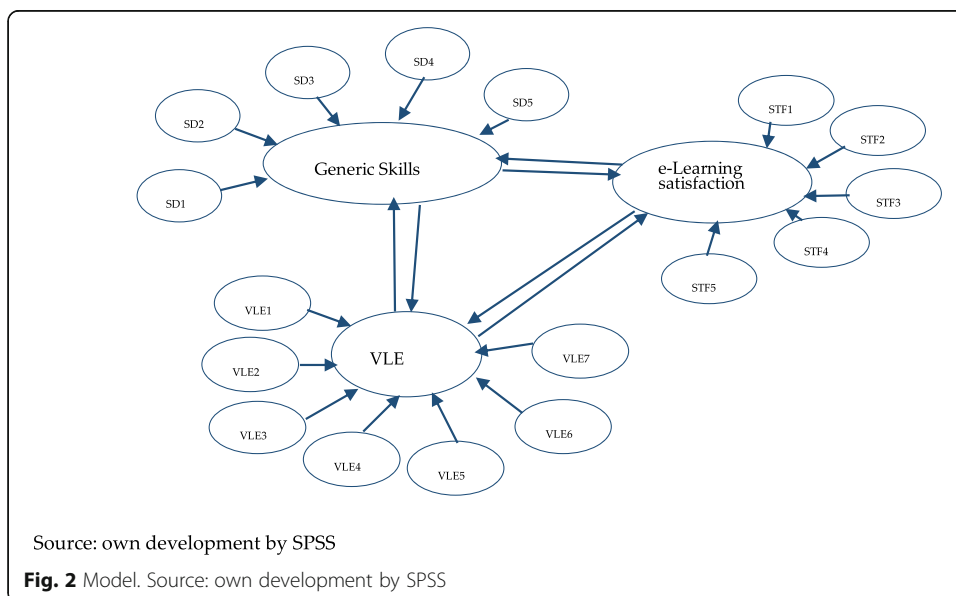 SD4
SD3
SD5
SD2
STF1
STF2
Generic Skills
e-Learning
satisfaction
SD1
STF3
STF4
STF5
VLE1
VLE7
VLE
VLE2
VLE3
VLE6
VLE4
VLE5
Source: own development by SPSS
Fig. 2 Model. Source: own development by SPSS